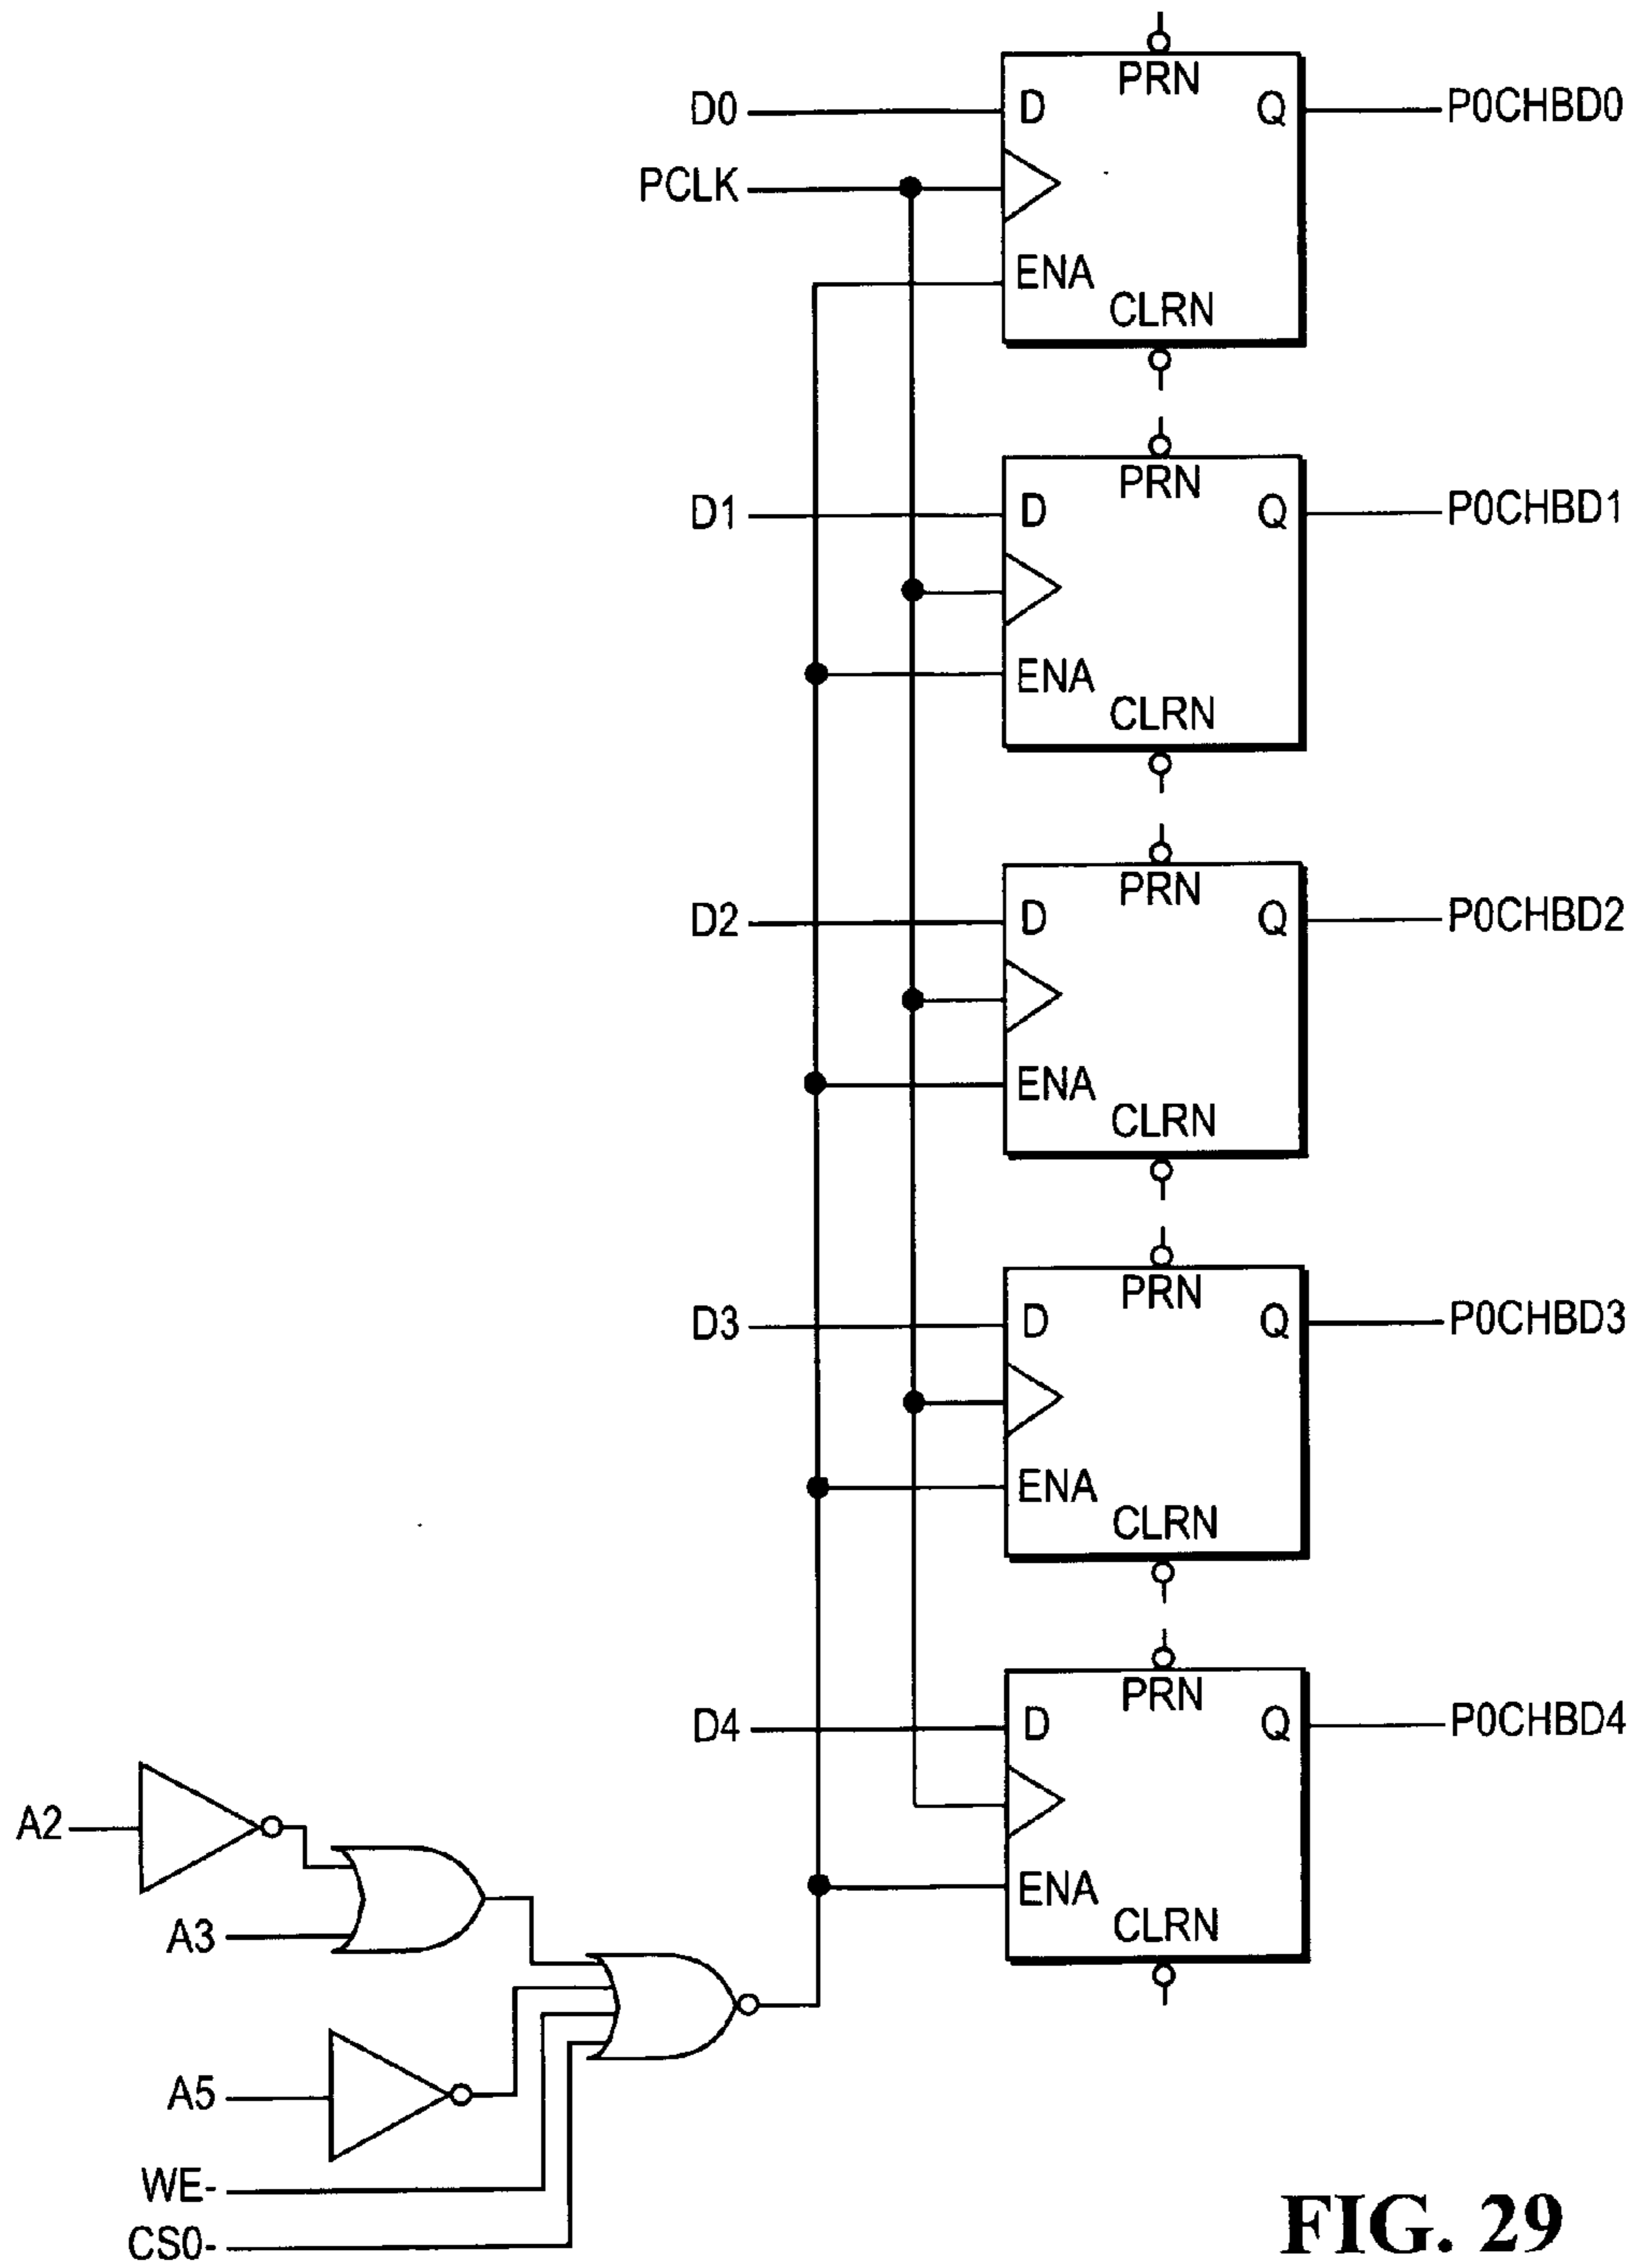 PRN
D0 D Q P0CHBD0
PCLK
ENA
CLRN
PRN
D1 D Q P0CHBD1
ENA
CLRN
PRN
D2 D Q P0CHBD2
ENA
CLRN
PRN
D3 D Q P0CHBD3
ENA
CLRN
PRN
D4 D Q P0CHBD4
A2
ENA
CLRN
A3
A5
WE-
CS0-
FIG. 29